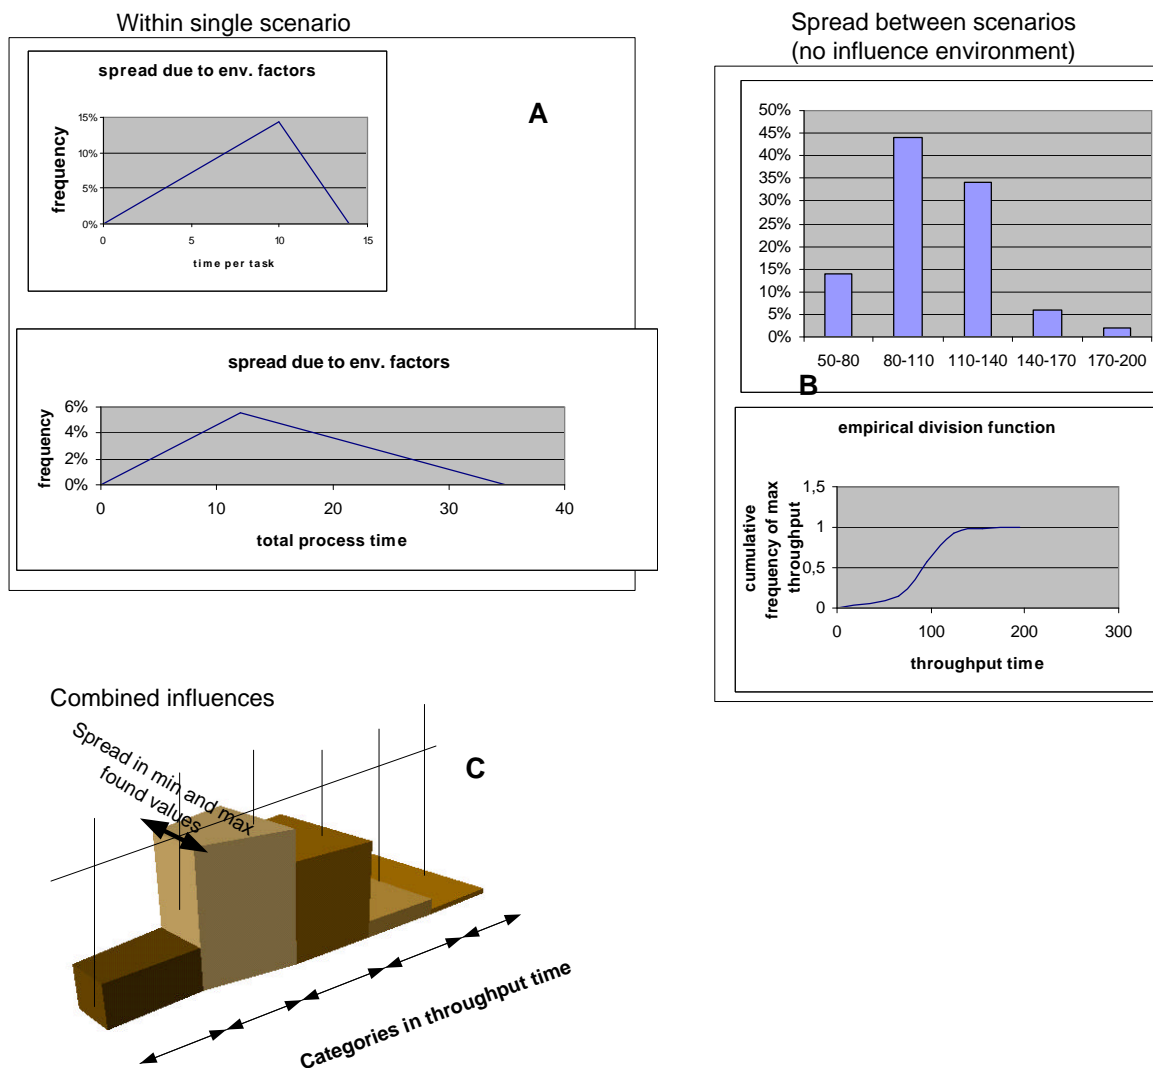 Within single scenario
spread due to env. factors
A
frequency
15%
10%
5%
0%
0 5 10 15
time per task
spread due to env. factors
frequency
6%
4%
2%
0%
0 10 20 30 40
total process time
Spread between scenarios
(no influence environment)
50%
45%
40%
35%
30%
25%
20%
15%
10%
5%
0%
50-80 80-110 110-140 140-170 170-200
B
empirical division function
cumulative
frequency of max
throughput
1,5
1
0,5
0
0 100 200 300
throughput time
Combined influences
C
Spread in min and max
found values
Categories in throughput time